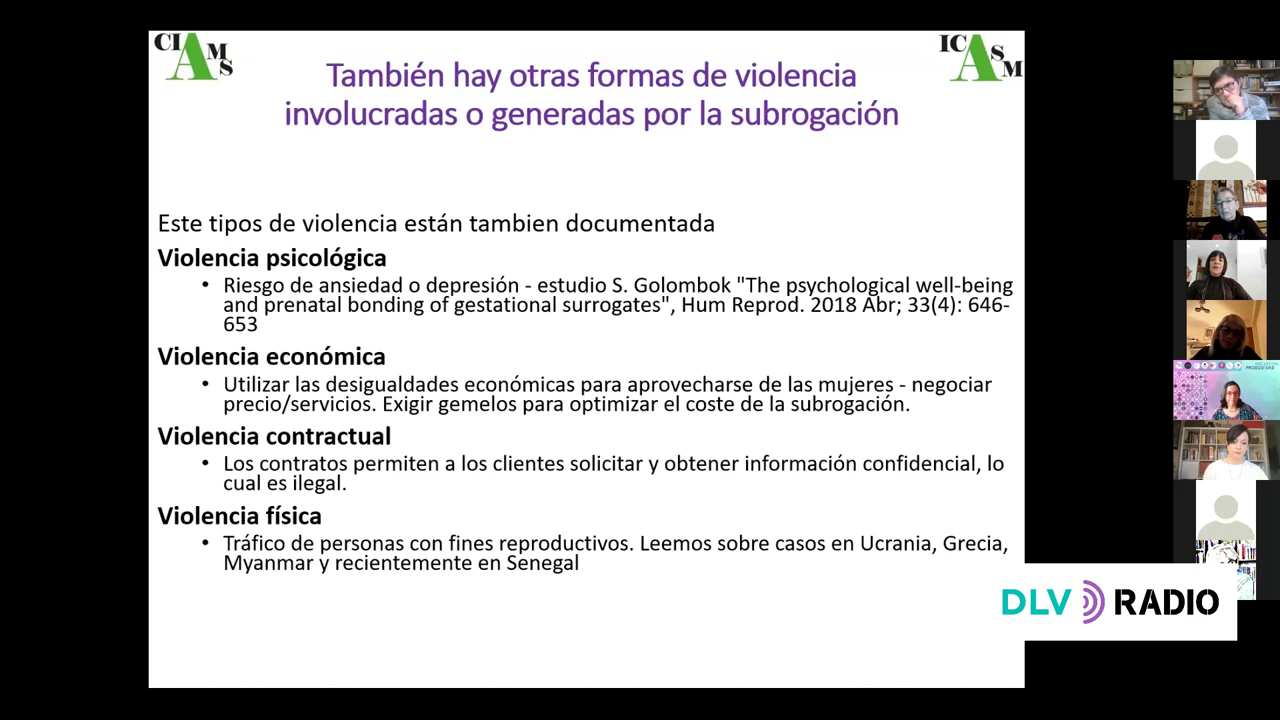 CIAMS
ICASM
También hay otras formas de violencia
involucradas o generadas por la subrogación
Este tipos de violencia están tambien documentada
Violencia psicológica
• Riesgo de ansiedad o depresión - estudio S. Golombok "The psychological well-being
and prenatal bonding of gestational surrogates", Hum Reprod. 2018 Abr; 33(4): 646-
653
Violencia económica
• Utilizar las desigualdades económicas para aprovecharse de las mujeres - negociar
precio/servicios. Exigir gemelos para optimizar el coste de la subrogación.
Violencia contractual
• Los contratos permiten a los clientes solicitar y obtener información confidencial, lo
cual es ilegal.
Violencia física
• Tráfico de personas con fines reproductivos. Leemos sobre casos en Ucrania, Grecia,
Myanmar y recientemente en Senegal
DLV RADIO